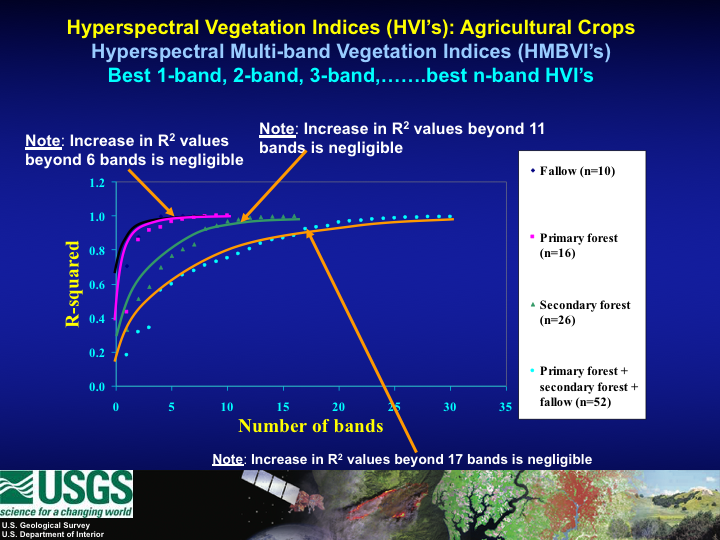 Hyperspectral Vegetation Indices (HVI’s): Agricultural Crops
Hyperspectral Multi-band Vegetation Indices (HMBVI’s)
Best 1-band, 2-band, 3-band,…….best n-band HVI’s
Note: Increase in R² values
beyond 6 bands is negligible
Note: Increase in R² values beyond 11
bands is negligible
1.2
1.0
0.8
0.6
0.4
0.2
0.0
R-squared
0 5 10 15 20 25 30 35
Number of bands
Fallow (n=10)
Primary forest
(n=16)
Secondary forest
(n=26)
Primary forest +
secondary forest +
fallow (n=52)
Note: Increase in R² values beyond 17 bands is negligible
USGS
science for a changing world
U.S. Geological Survey
U.S. Department of Interior